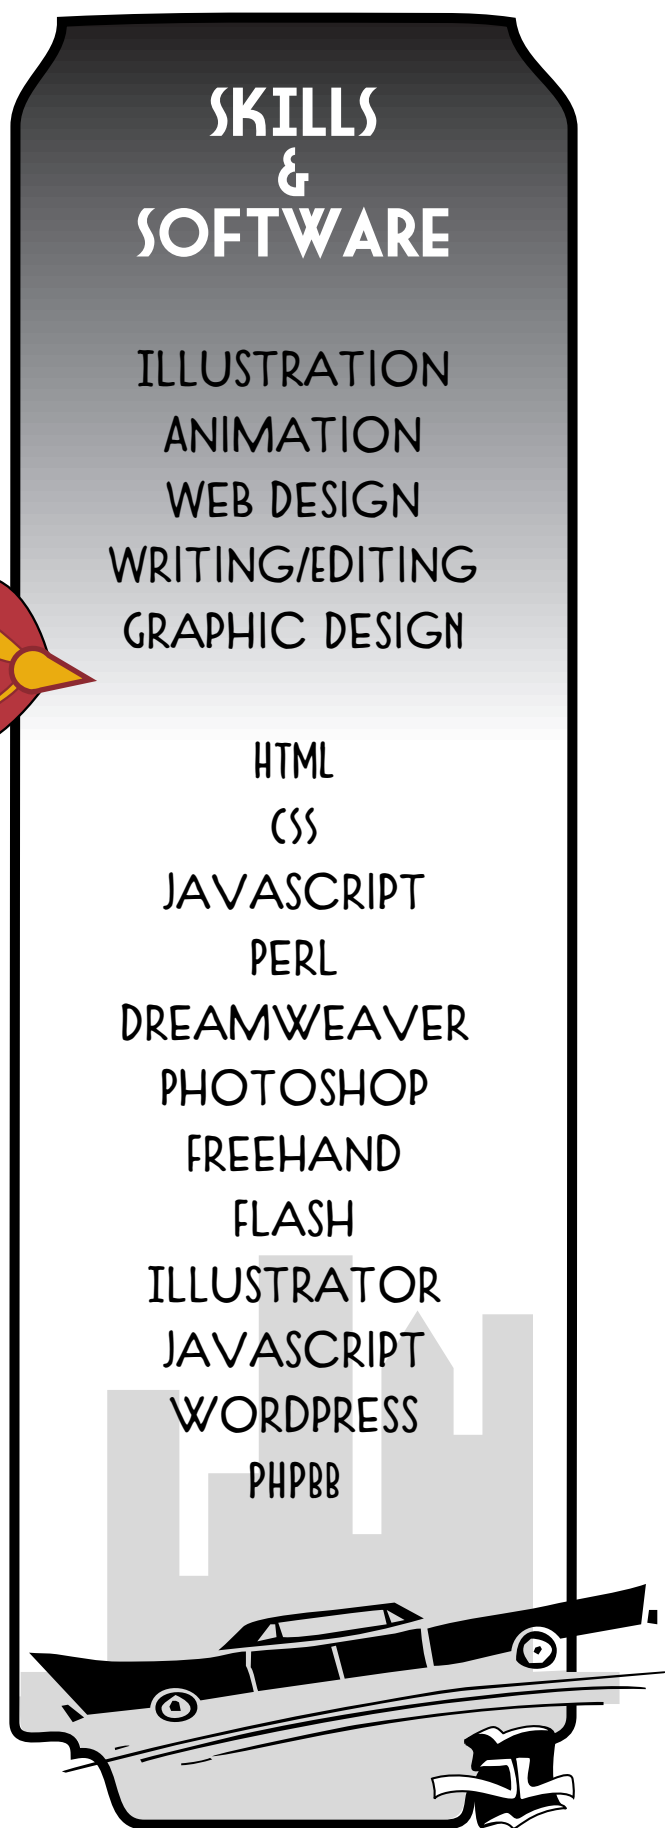 SKILLS
&
SOFTWARE
ILLUSTRATION
ANIMATION
WEB DESIGN
WRITING/EDITING
GRAPHIC DESIGN
HTML
CSS
JAVASCRIPT
PERL
DREAMWEAVER
PHOTOSHOP
FREEHAND
FLASH
ILLUSTRATOR
JAVASCRIPT
WORDPRESS
PHPBB